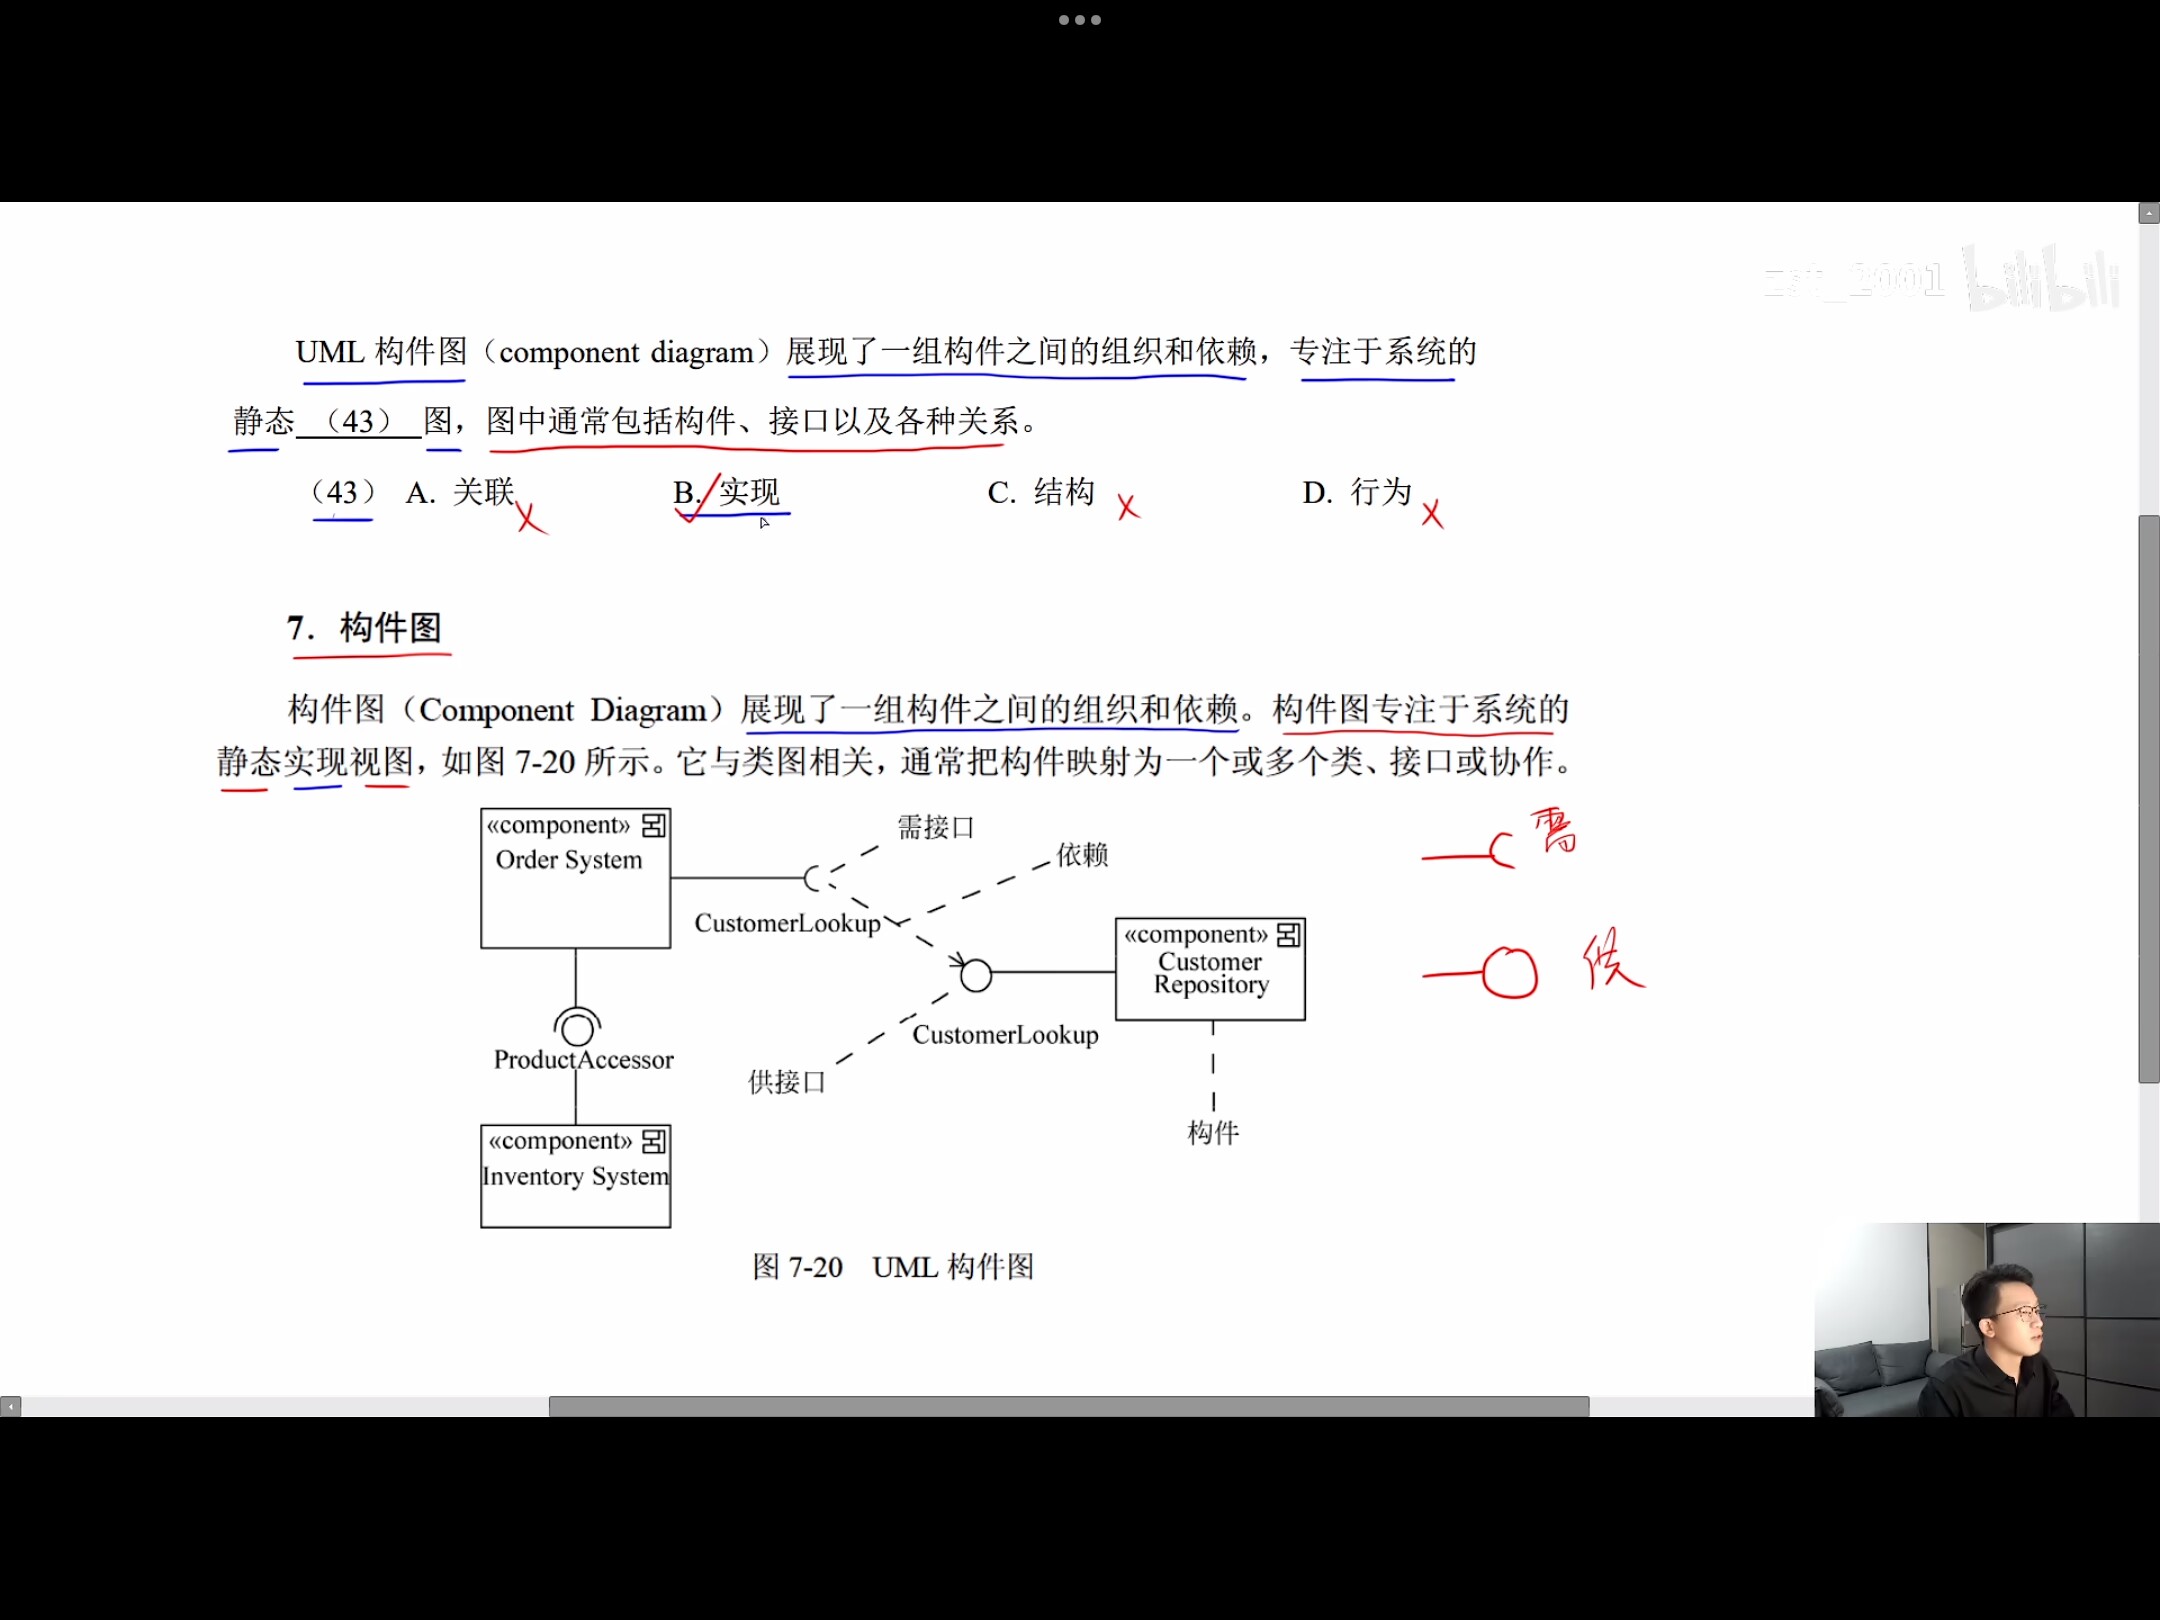 zst_2001 bilibili
UML 构件图（component diagram）展现了一组构件之间的组织和依赖，专注于系统的
静态 （43） 图，图中通常包括构件、接口以及各种关系。
（43） A. 关联 B. 实现 C. 结构 D. 行为
7. 构件图
构件图（Component Diagram）展现了一组构件之间的组织和依赖。构件图专注于系统的
静态实现视图，如图 7-20 所示。它与类图相关，通常把构件映射为一个或多个类、接口或协作。
«component»
Order System
需接口
需
依赖
CustomerLookup
«component»
Customer
Repository
供
CustomerLookup
ProductAccessor
供接口
构件
«component»
Inventory System
图 7-20 UML 构件图